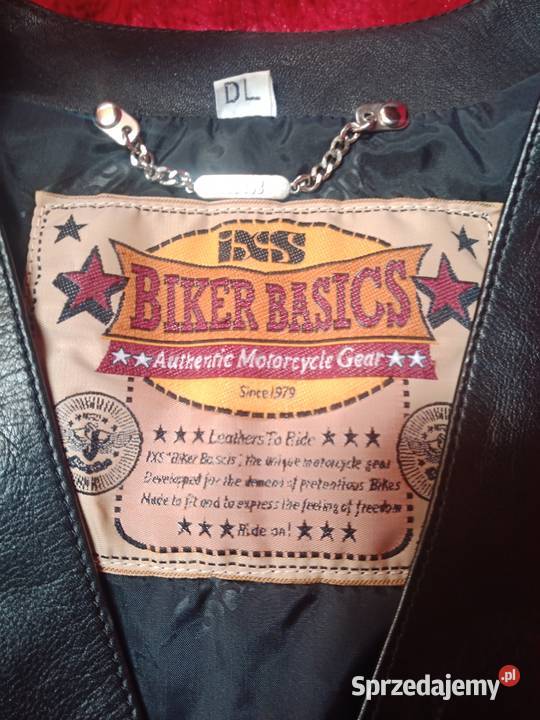 DL
iXS
BIKER BASICS
★★ Authentic Motorcycle Gear ★★
Since 1979
★★★ Leathers To Ride ★★★
IXS "Biker Bascis", the unique motorcycle gear
Developed for the demend of pretentious Bikes
Made to fit and to express the feeling of freedom
★★★ Ride on! ★★★
Sprzedajemy.pl